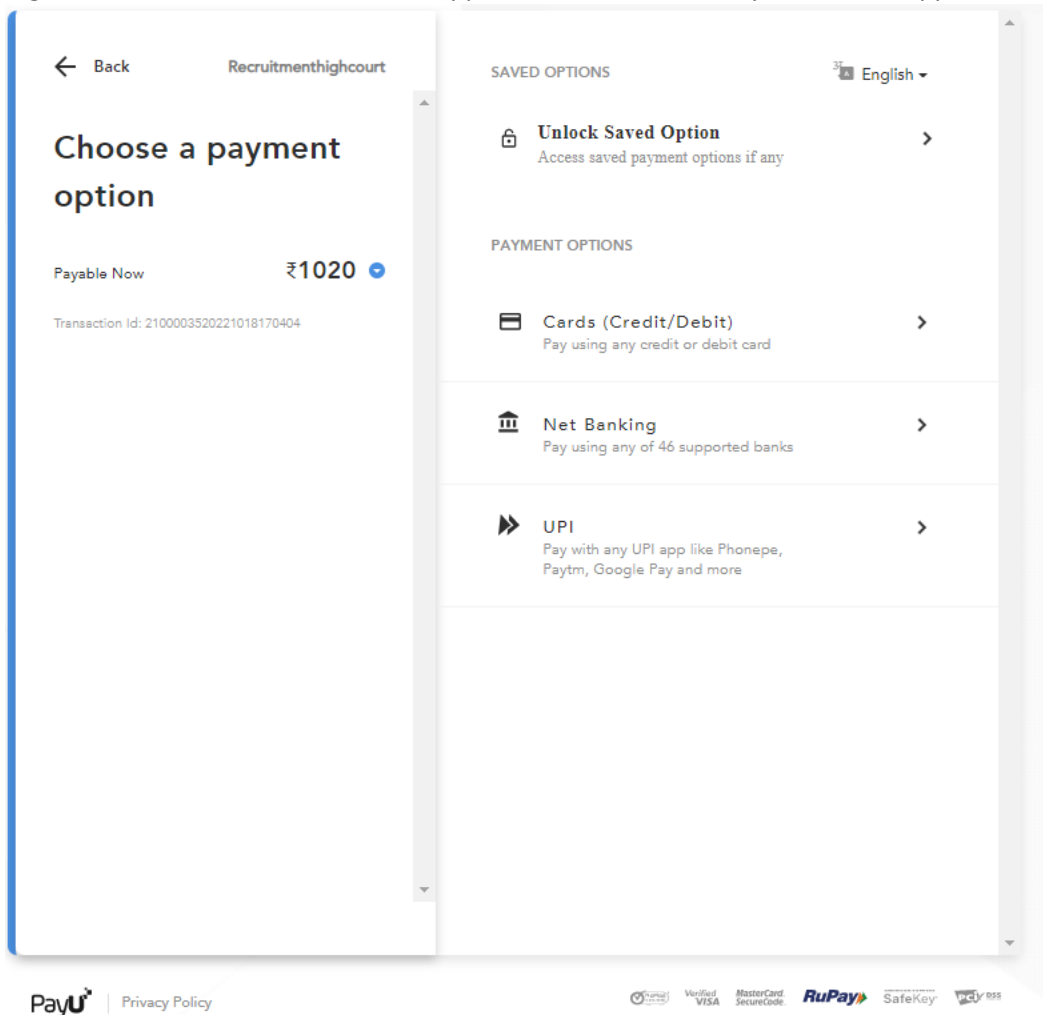 Back
Recruitmenthighcourt
Choose a payment
option
Payable Now
₹1020
Transaction Id: 2100003520221018170404
SAVED OPTIONS
English
Unlock Saved Option
Access saved payment options if any
PAYMENT OPTIONS
Cards (Credit/Debit)
Pay using any credit or debit card
Net Banking
Pay using any of 46 supported banks
UPI
Pay with any UPI app like Phonepe,
Paytm, Google Pay and more
PayU
Privacy Policy
Verified
VISA
MasterCard.
SecureCode.
RuPay
SafeKey
DSS